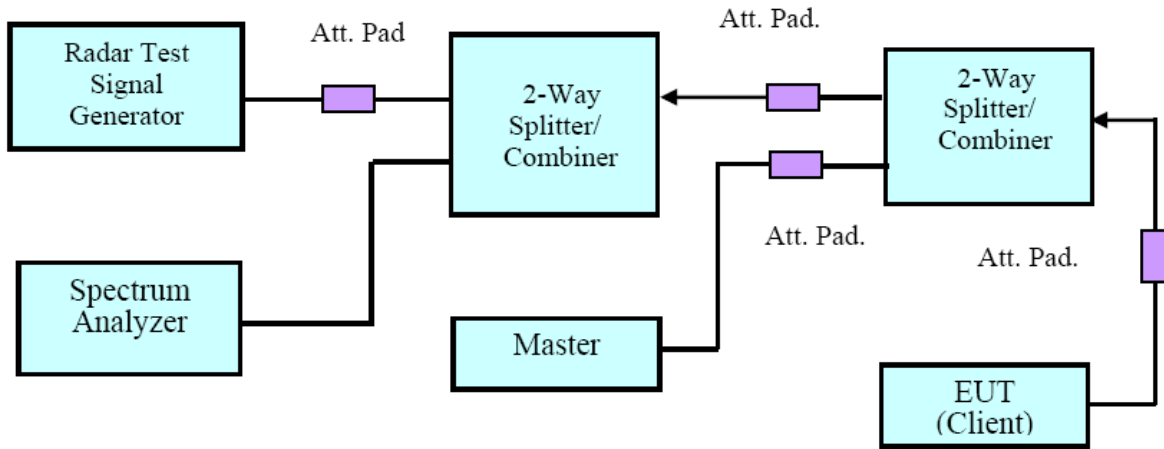 Radar Test
Signal
Generator
Att. Pad
2-Way
Splitter/
Combiner
Att. Pad.
2-Way
Splitter/
Combiner
Att. Pad.
Att. Pad.
Spectrum
Analyzer
Master
EUT
(Client)